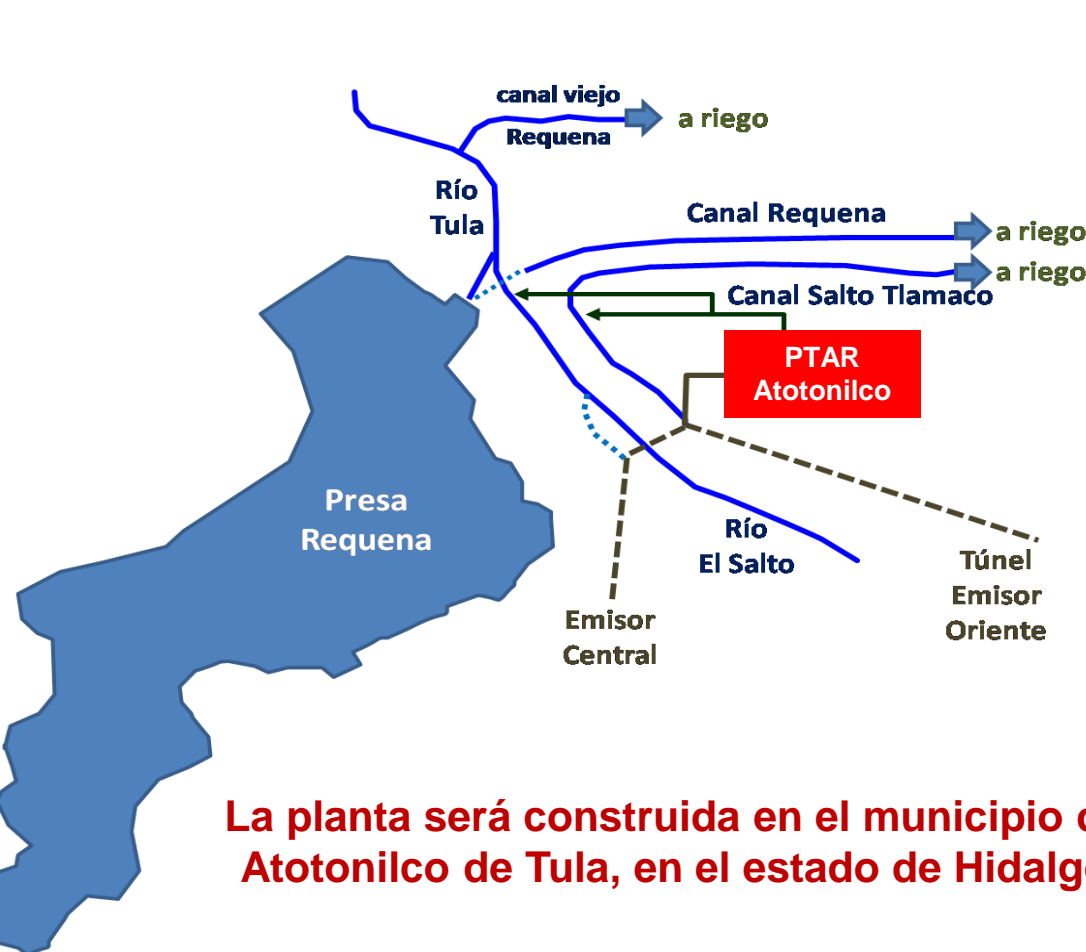 canal viejo
Requena
a riego
Río
Tula
Canal Requena
a riego
a riego
Canal Salto Tlamaco
PTAR
Atotonilco
Presa
Requena
Río
El Salto
Túnel
Emisor
Oriente
Emisor
Central
La planta será construida en el municipio
Atotonilco de Tula, en el estado de Hidalg